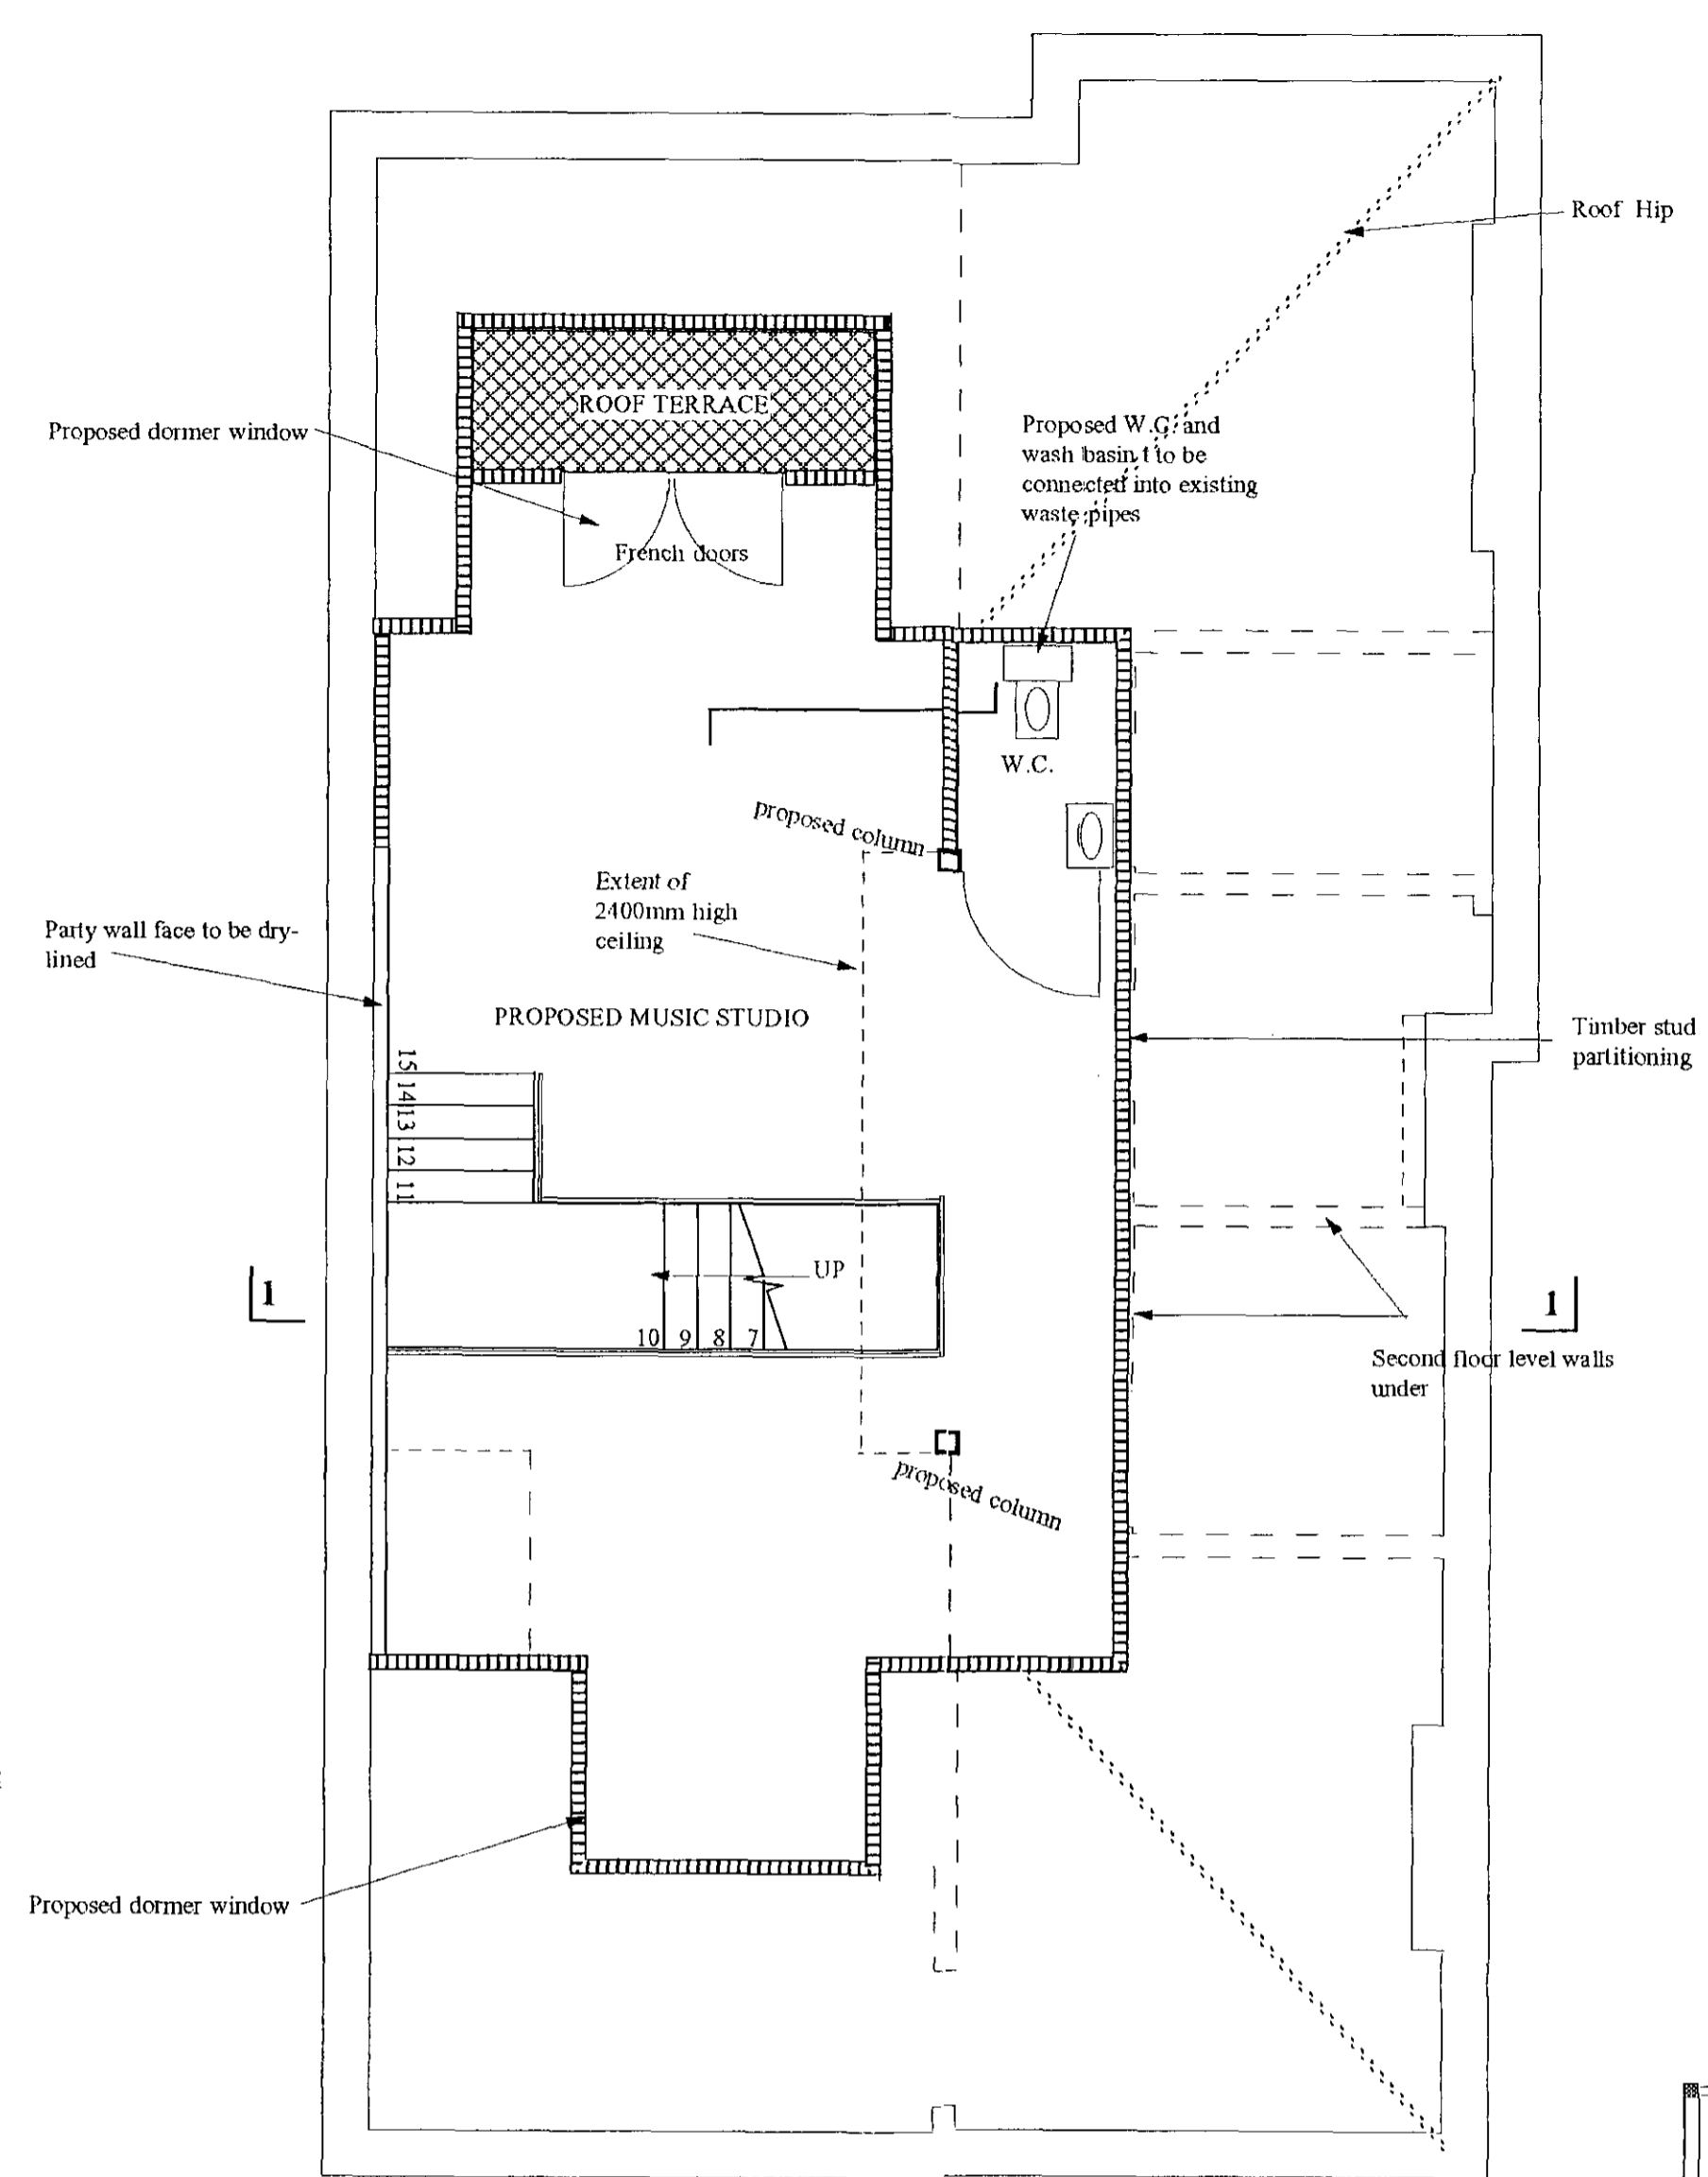 Roof Hip
ROOF TERRACE
Proposed dormer window
Proposed W.C. and
wash basin t to be
connected into existing
waste pipes
French doors
W.C.
proposed column
Extent of
2400mm high
ceiling
Party wall face to be dry-
lined
PROPOSED MUSIC STUDIO
Timber stud
partitioning
15
14
13
12
11
UP
1
1
10 9 8 7
Second floor level walls
under
proposed column
Proposed dormer window